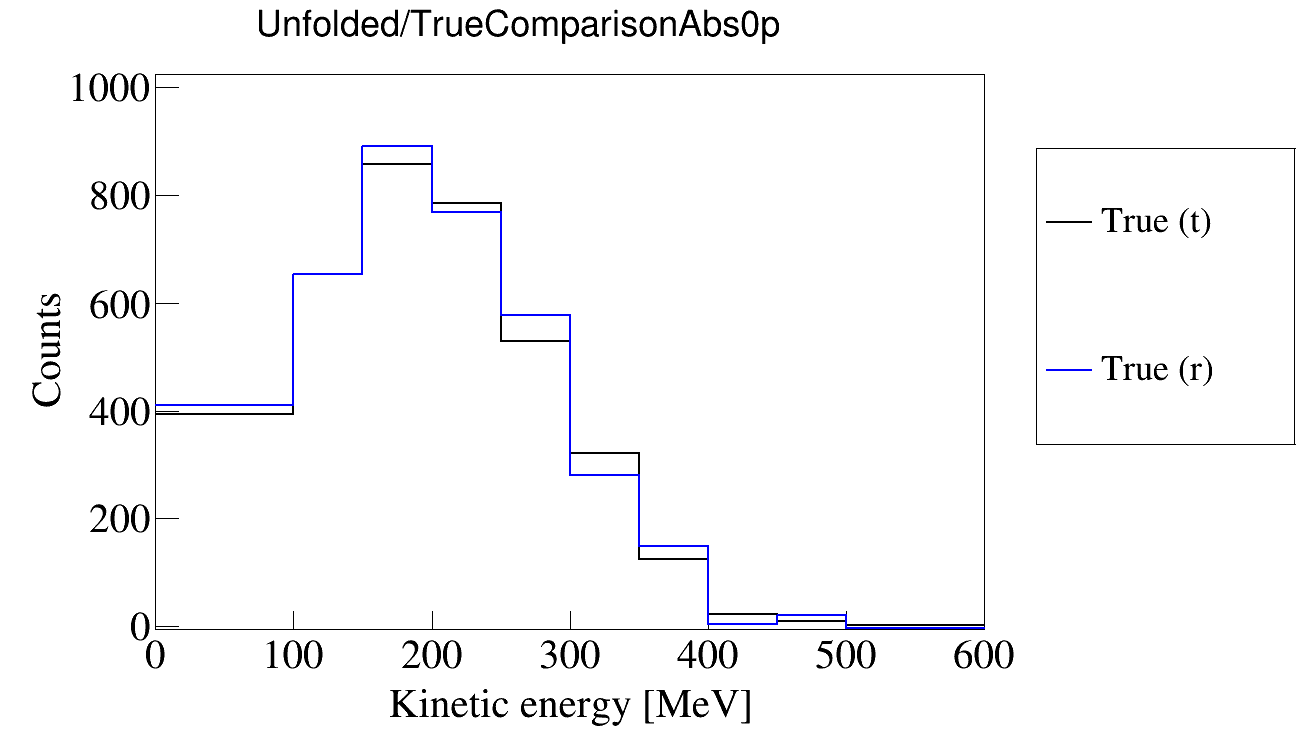 Unfolded/TrueComparisonAbs0p
1000
800
600
400
200
0
Counts
0 100 200 300 400 500 600
Kinetic energy [MeV]
True (t)
True (r)